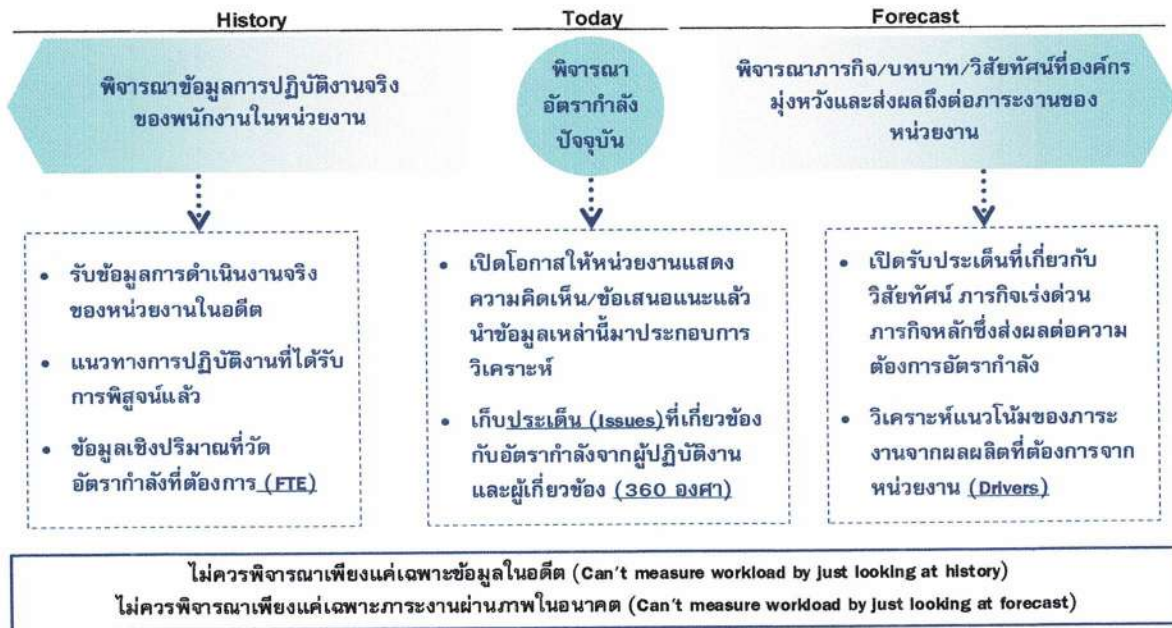 History
Today
Forecast
พิจารณาข้อมูลการปฏิบัติงานจริง
ของพนักงานในหน่วยงาน
พิจารณา
อัตรากำลัง
ปัจจุบัน
พิจารณาภารกิจ/บทบาท/วิสัยทัศน์ที่องค์กร
มุ่งหวังและส่งผลถึงต่อภาระงานของ
หน่วยงาน
• รับข้อมูลการดำเนินงานจริง
ของหน่วยงานในอดีต
• แนวทางการปฏิบัติงานที่ได้รับ
การพิสูจน์แล้ว
• ข้อมูลเชิงปริมาณที่วัด
อัตรากำลังที่ต้องการ (FTE)
• เปิดโอกาสให้หน่วยงานแสดง
ความคิดเห็น/ข้อเสนอแนะแล้ว
นำข้อมูลเหล่านี้มาประกอบการ
วิเคราะห์
• เก็บประเด็น (Issues)ที่เกี่ยวข้อง
กับอัตรากำลังจากผู้ปฏิบัติงาน
และผู้เกี่ยวข้อง (360 องศา)
• เปิดรับประเด็นที่เกี่ยวกับ
วิสัยทัศน์ ภารกิจเร่งด่วน
ภารกิจหลักซึ่งส่งผลต่อความ
ต้องการอัตรากำลัง
• วิเคราะห์แนวโน้มของภาระ
งานจากผลผลิตที่ต้องการจาก
หน่วยงาน (Drivers)
ไม่ควรพิจารณาเพียงแค่เฉพาะข้อมูลในอดีต (Can't measure workload by just looking at history)
ไม่ควรพิจารณาเพียงแค่เฉพาะภาระงานผ่านภาพในอนาคต (Can't measure workload by just looking at forecast)